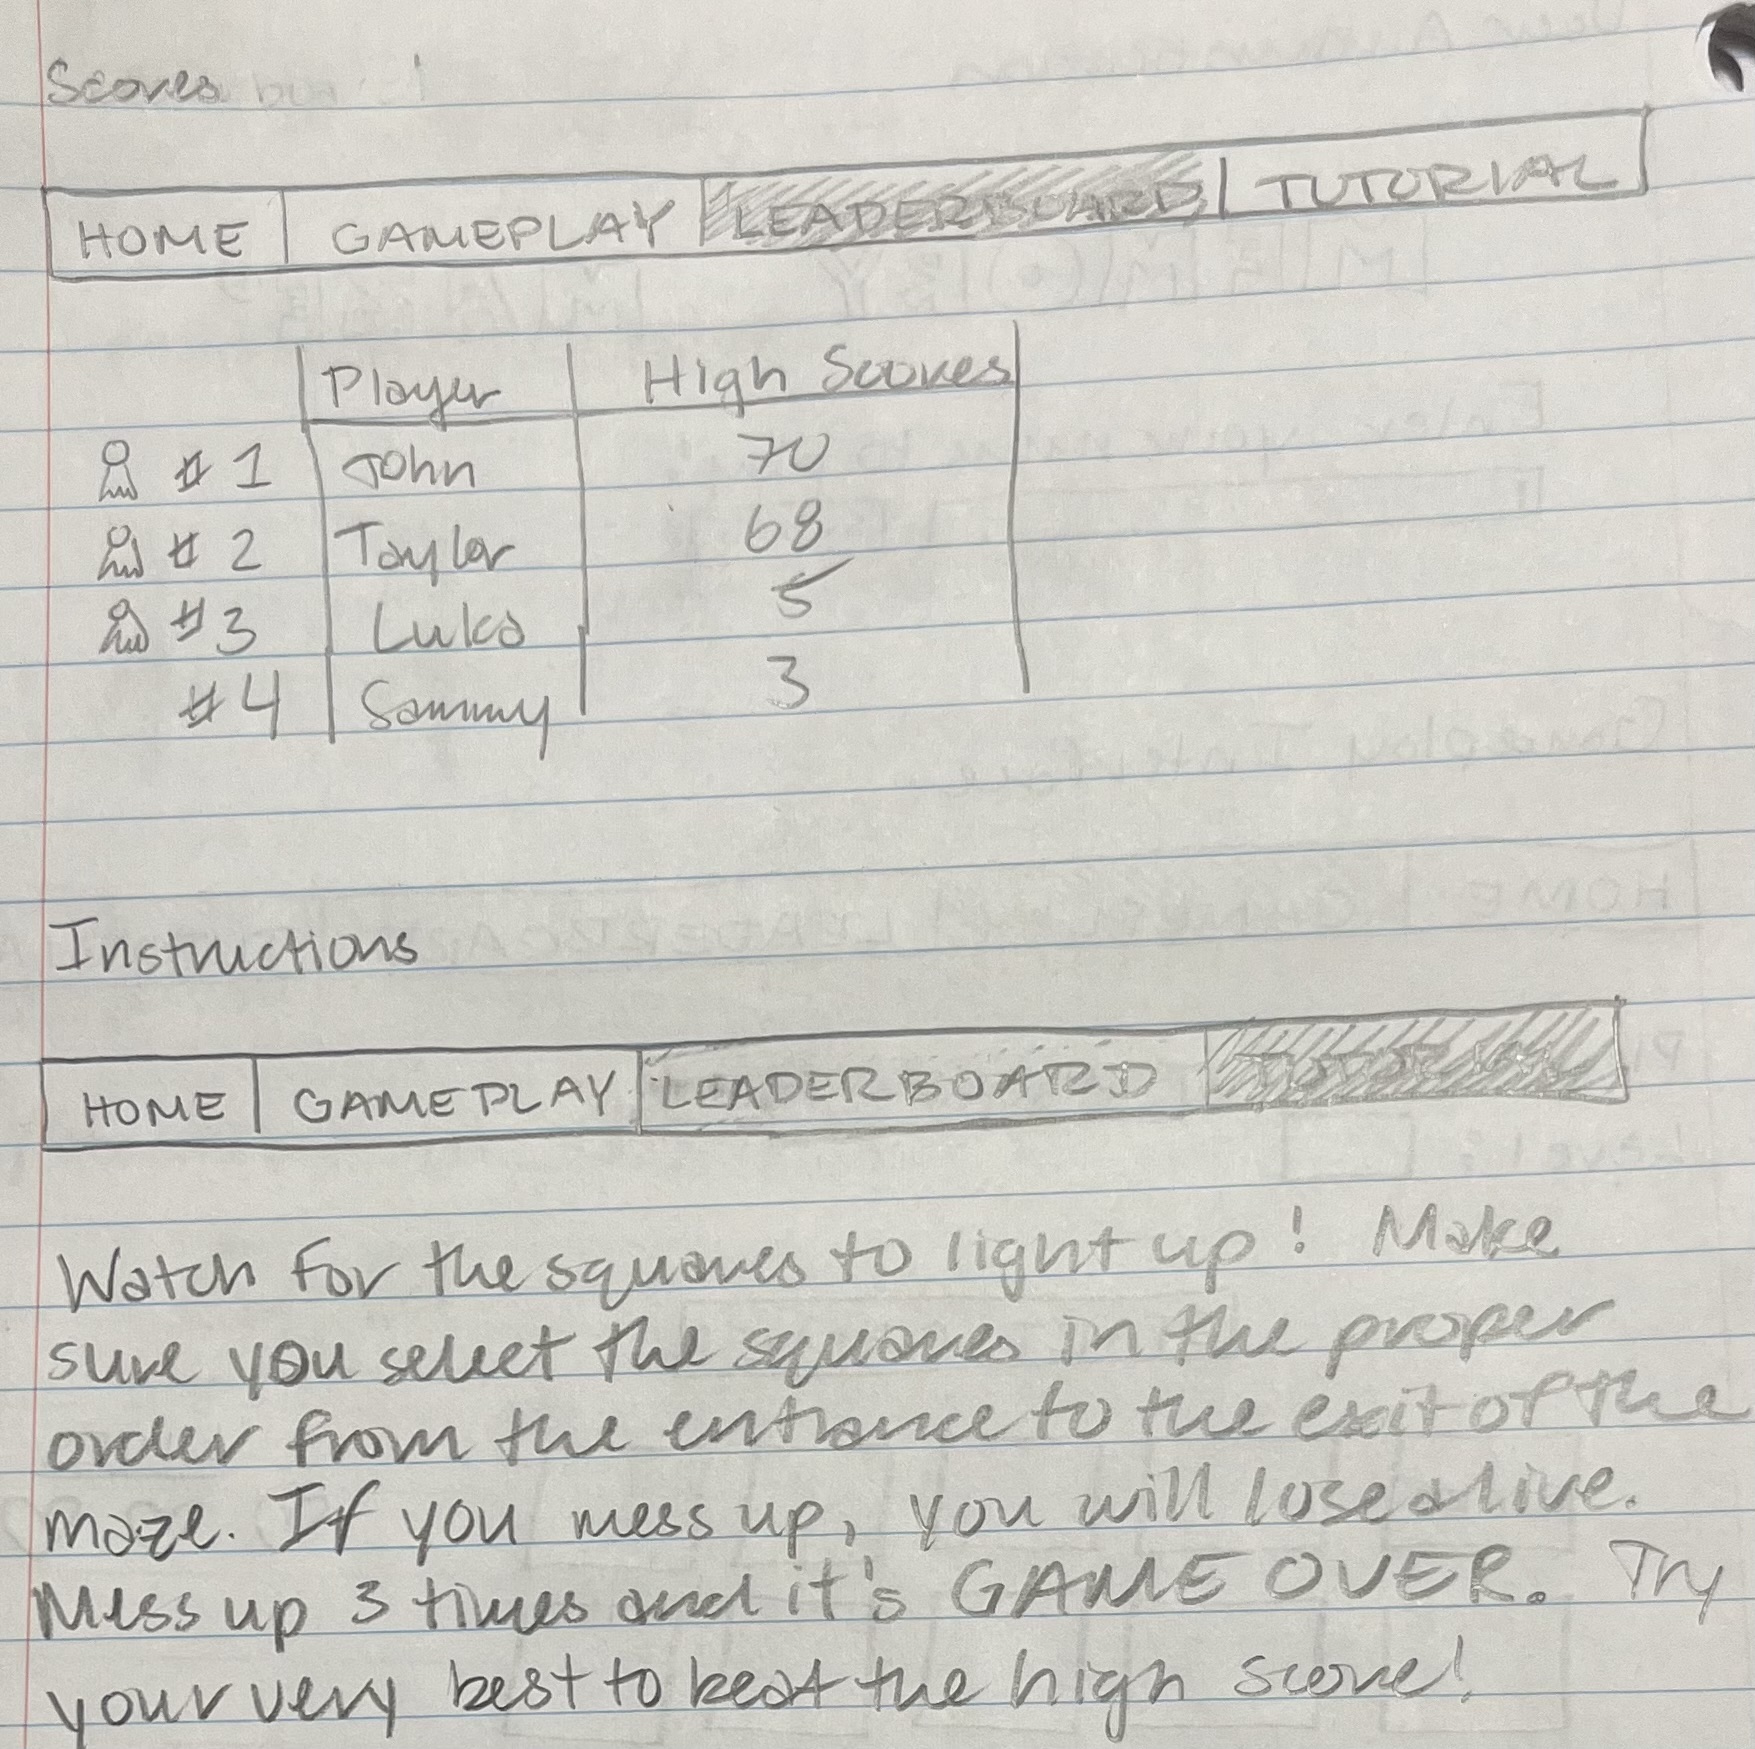 Scores
HOME GAMEPLAY LEADERBOARD TUTORIAL
Player High Scores
#1 John 70
#2 Taylor 68
#3 Luka 5
#4 Sammy 3
Instructions
HOME GAMEPLAY LEADERBOARD TUTORIAL
Watch for the squares to light up! Make
sure you select the squares in the proper
order from the entrance to the exit of the
maze. If you mess up, you will lose a live.
Mess up 3 times and it's GAME OVER. Try
your very best to beat the high score!